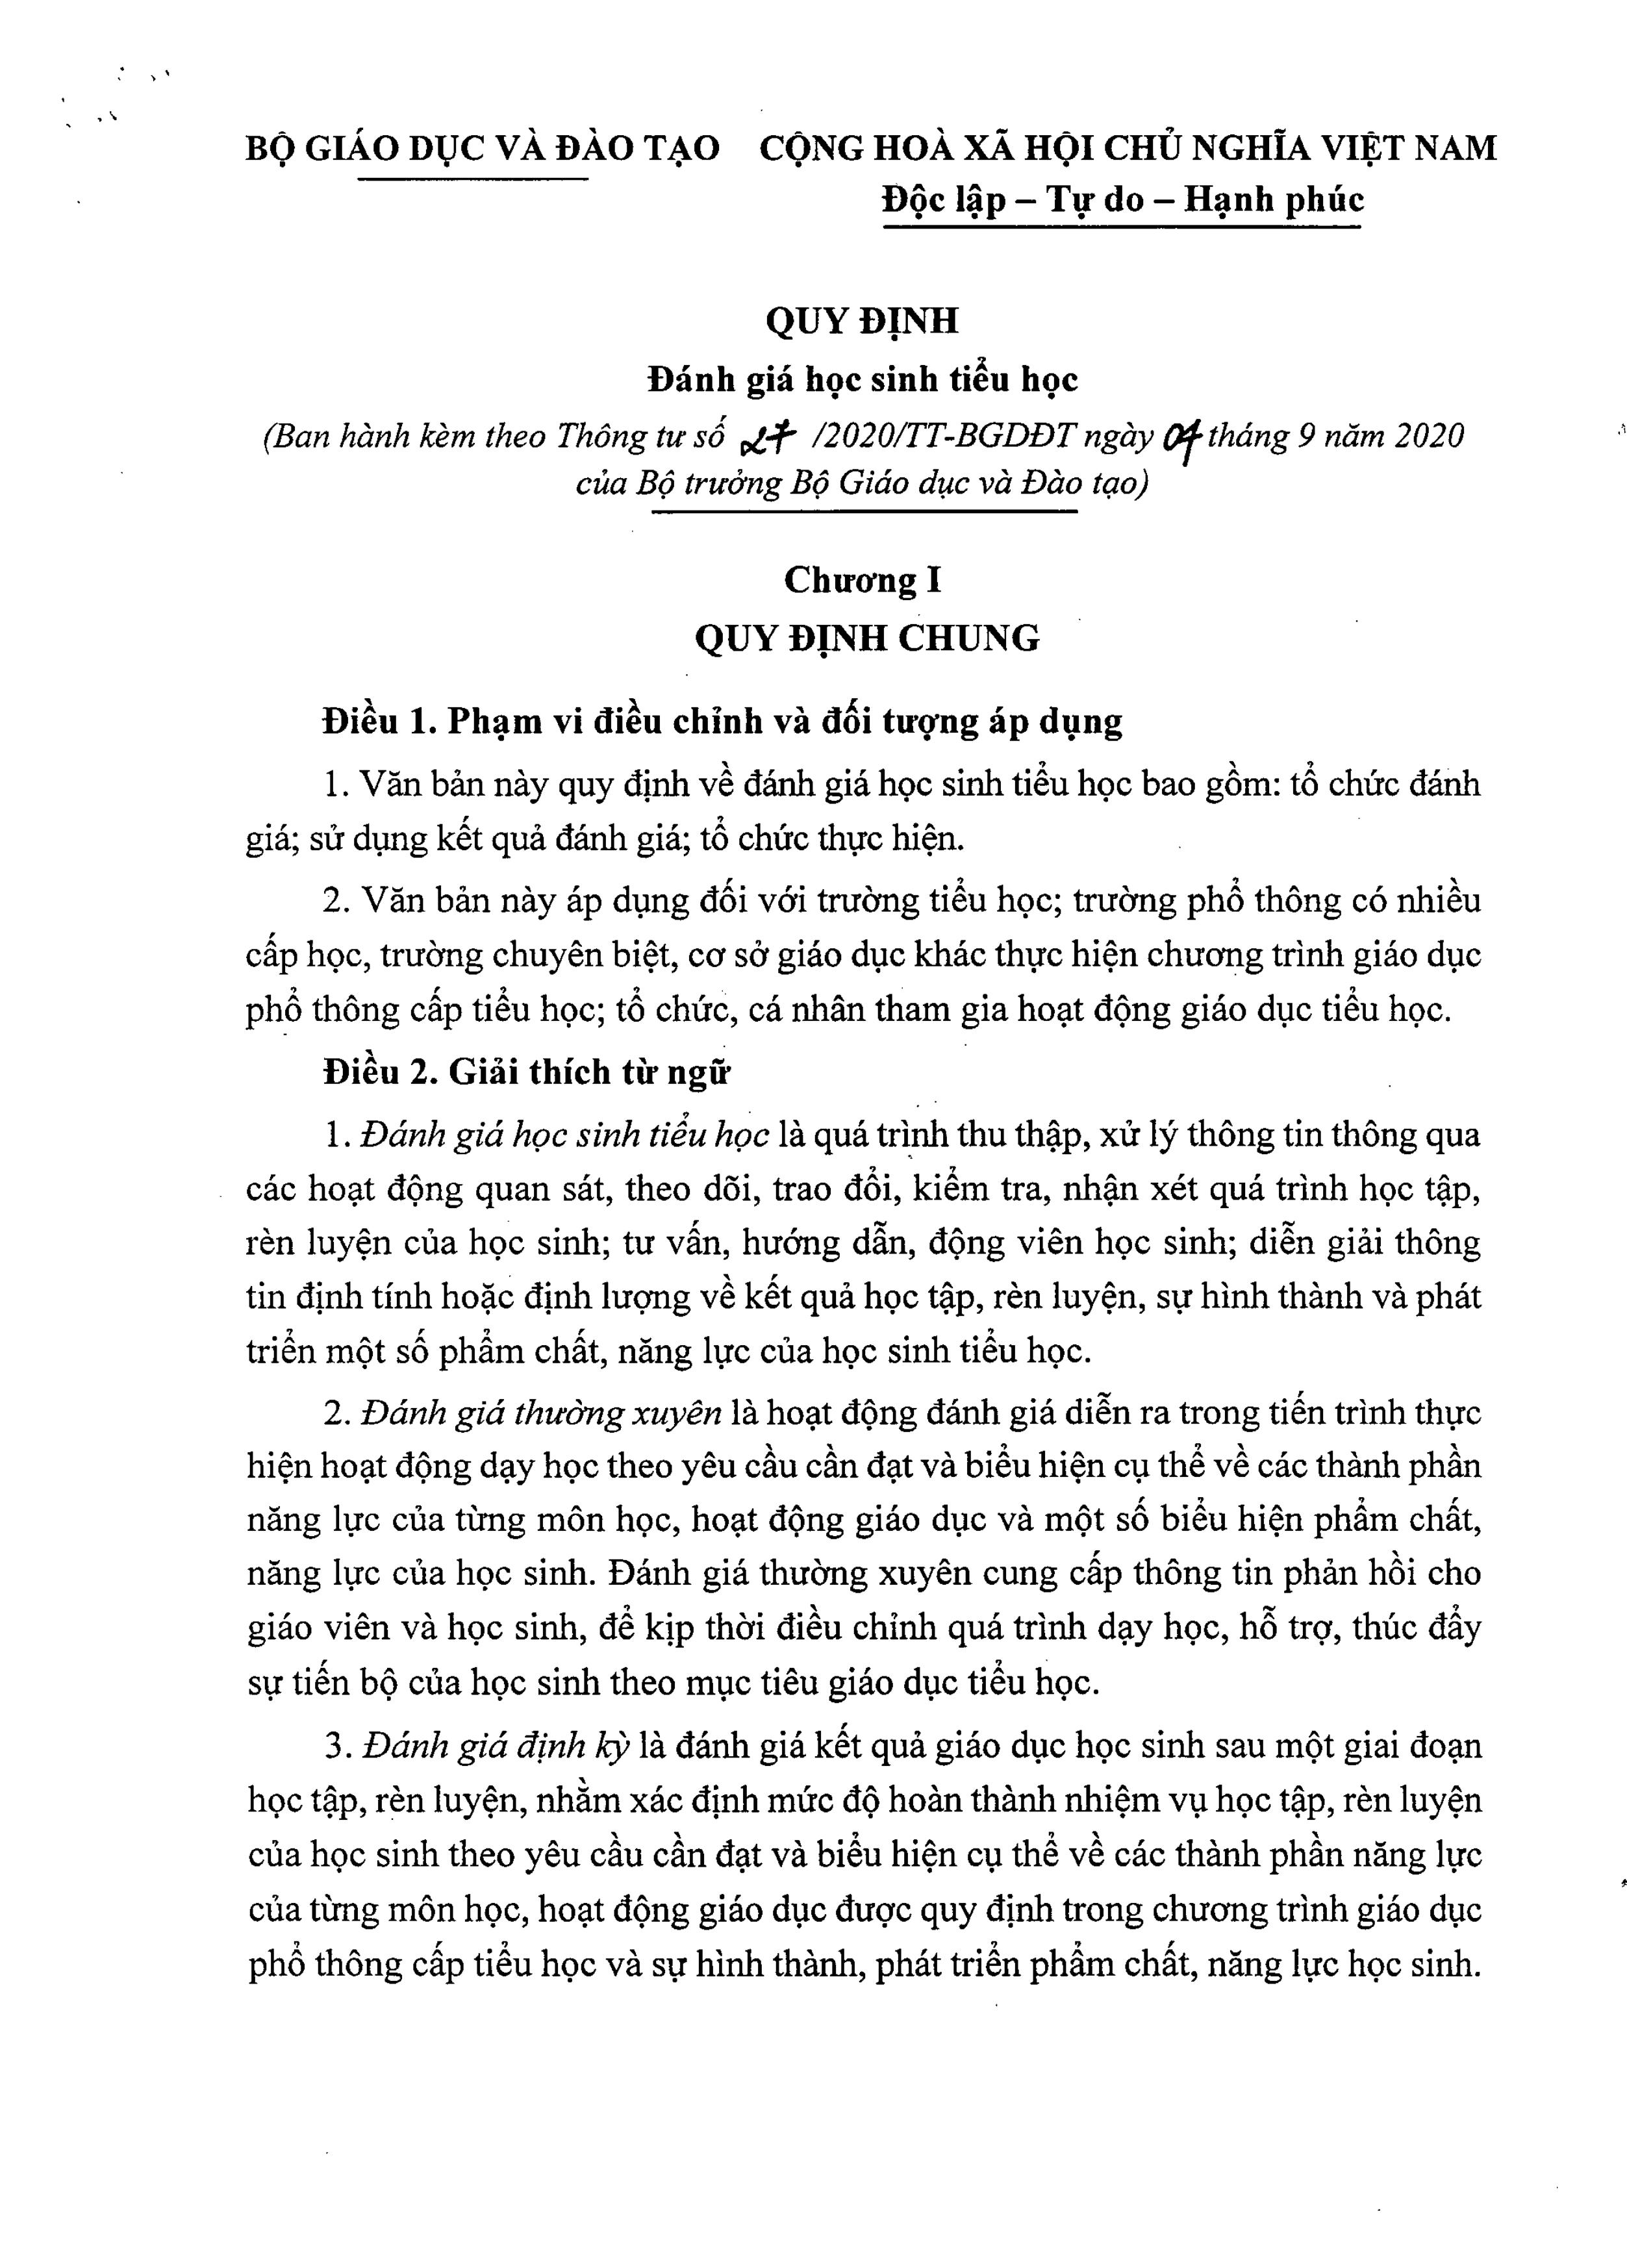 BỘ GIÁO DỤC VÀ ĐÀO TẠO CỘNG HOÀ XÃ HỘI CHỦ NGHĨA VIỆT NAM
Độc lập – Tự do – Hạnh phúc
QUY ĐỊNH
Đánh giá học sinh tiểu học
(Ban hành kèm theo Thông tư số 27 /2020/TT-BGDĐT ngày 04 tháng 9 năm 2020
của Bộ trưởng Bộ Giáo dục và Đào tạo)
Chương I
QUY ĐỊNH CHUNG
Điều 1. Phạm vi điều chỉnh và đối tượng áp dụng
1. Văn bản này quy định về đánh giá học sinh tiểu học bao gồm: tổ chức đánh
giá; sử dụng kết quả đánh giá; tổ chức thực hiện.
2. Văn bản này áp dụng đối với trường tiểu học; trường phổ thông có nhiều
cấp học, trường chuyên biệt, cơ sở giáo dục khác thực hiện chương trình giáo dục
phổ thông cấp tiểu học; tổ chức, cá nhân tham gia hoạt động giáo dục tiểu học.
Điều 2. Giải thích từ ngữ
1. Đánh giá học sinh tiểu học là quá trình thu thập, xử lý thông tin thông qua
các hoạt động quan sát, theo dõi, trao đổi, kiểm tra, nhận xét quá trình học tập,
rèn luyện của học sinh; tư vấn, hướng dẫn, động viên học sinh; diễn giải thông
tin định tính hoặc định lượng về kết quả học tập, rèn luyện, sự hình thành và phát
triển một số phẩm chất, năng lực của học sinh tiểu học.
2. Đánh giá thường xuyên là hoạt động đánh giá diễn ra trong tiến trình thực
hiện hoạt động dạy học theo yêu cầu cần đạt và biểu hiện cụ thể về các thành phần
năng lực của từng môn học, hoạt động giáo dục và một số biểu hiện phẩm chất,
năng lực của học sinh. Đánh giá thường xuyên cung cấp thông tin phản hồi cho
giáo viên và học sinh, để kịp thời điều chỉnh quá trình dạy học, hỗ trợ, thúc đẩy
sự tiến bộ của học sinh theo mục tiêu giáo dục tiểu học.
3. Đánh giá định kỳ là đánh giá kết quả giáo dục học sinh sau một giai đoạn
học tập, rèn luyện, nhằm xác định mức độ hoàn thành nhiệm vụ học tập, rèn luyện
của học sinh theo yêu cầu cần đạt và biểu hiện cụ thể về các thành phần năng lực
của từng môn học, hoạt động giáo dục được quy định trong chương trình giáo dục
phổ thông cấp tiểu học và sự hình thành, phát triển phẩm chất, năng lực học sinh.